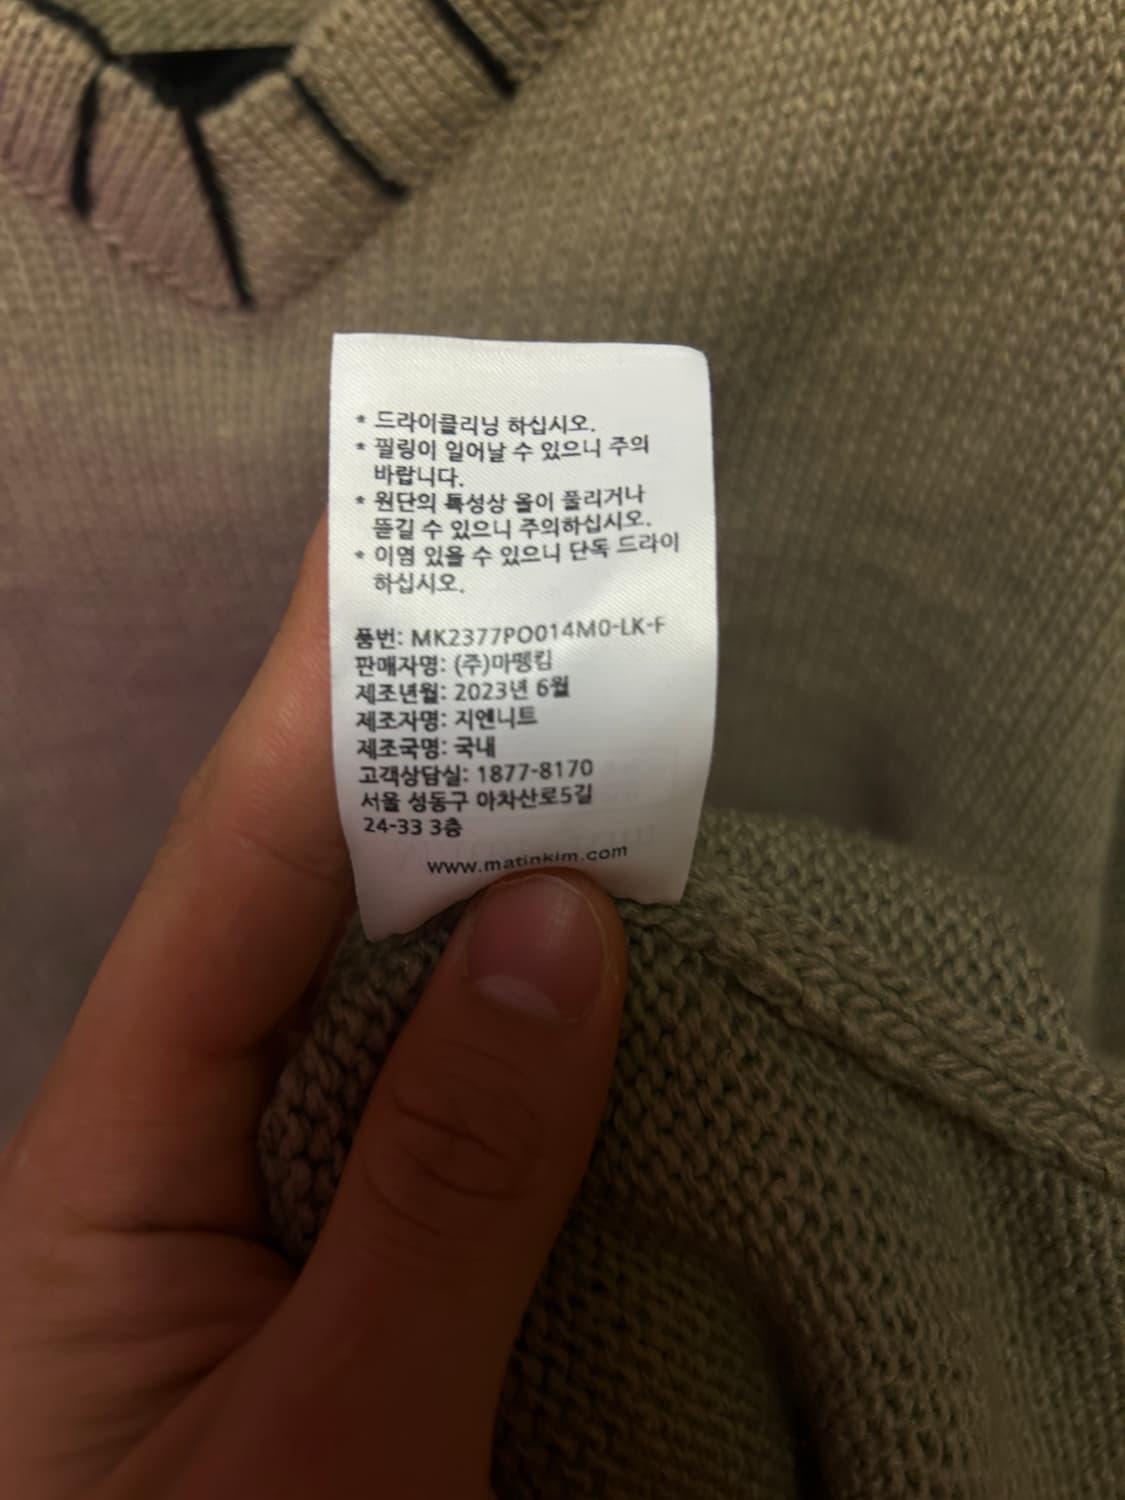 * 드라이클리닝 하십시오.
* 필링이 일어날 수 있으니 주의
바랍니다.
* 원단의 특성상 올이 풀리거나
뜯길 수 있으니 주의하십시오.
* 이염 있을 수 있으니 단독 드라이
하십시오.
품번: MK2377PO014M0-LK-F
판매자명: (주)마뗑킴
제조년월: 2023년 6월
제조자명: 지엔니트
제조국명: 국내
고객상담실: 1877-8170
서울 성동구 아차산로5길
24-33 3층
www.matinkim.com